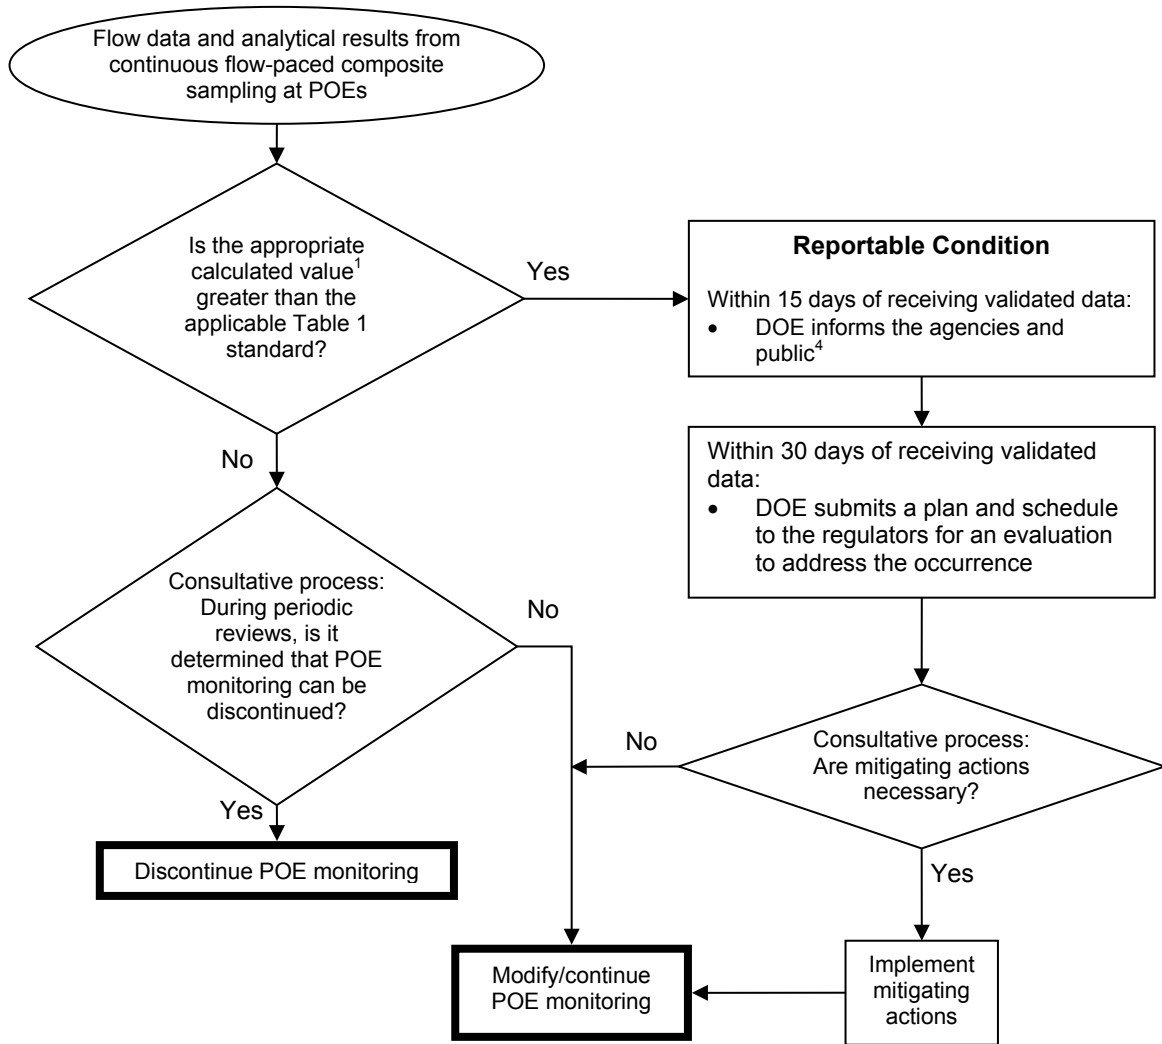 Flow data and analytical results from
continuous flow-paced composite
sampling at POEs
Is the appropriate
calculated value¹
greater than the
applicable Table 1
standard?
Yes
Reportable Condition
Within 15 days of receiving validated data:
• DOE informs the agencies and
public⁴
No
Within 30 days of receiving validated
data:
• DOE submits a plan and schedule
to the regulators for an evaluation
to address the occurrence
Consultative process:
During periodic
reviews, is it
determined that POE
monitoring can be
discontinued?
No
No
Consultative process:
Are mitigating actions
necessary?
Yes
Discontinue POE monitoring
Yes
Modify/continue
POE monitoring
Implement
mitigating
actions